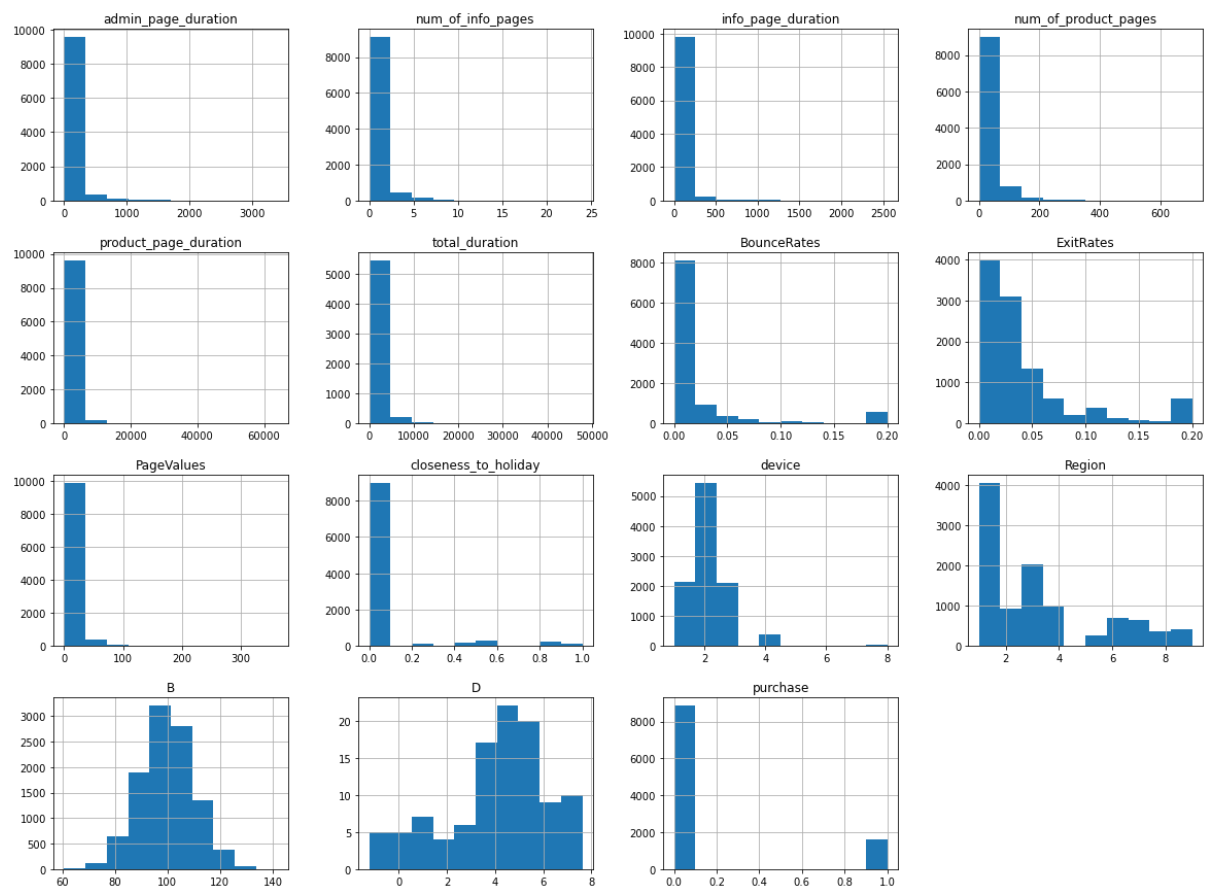 admin_page_duration
10000
8000
6000
4000
2000
0
0 1000 2000 3000
num_of_info_pages
8000
6000
4000
2000
0
0 5 10 15 20 25
info_page_duration
10000
8000
6000
4000
2000
0
0 500 1000 1500 2000 2500
num_of_product_pages
8000
6000
4000
2000
0
0 200 400 600
product_page_duration
10000
8000
6000
4000
2000
0
0 20000 40000 60000
total_duration
5000
4000
3000
2000
1000
0
0 10000 20000 30000 40000 50000
BounceRates
8000
6000
4000
2000
0
0.00 0.05 0.10 0.15 0.20
ExitRates
4000
3000
2000
1000
0
0.00 0.05 0.10 0.15 0.20
PageValues
10000
8000
6000
4000
2000
0
0 100 200 300
closeness_to_holiday
8000
6000
4000
2000
0
0.0 0.2 0.4 0.6 0.8 1.0
device
5000
4000
3000
2000
1000
0
2 4 6 8
Region
4000
3000
2000
1000
0
2 4 6 8
B
3000
2500
2000
1500
1000
500
0
60 80 100 120 140
D
20
15
10
5
0
0 2 4 6 8
purchase
8000
6000
4000
2000
0
0.0 0.2 0.4 0.6 0.8 1.0